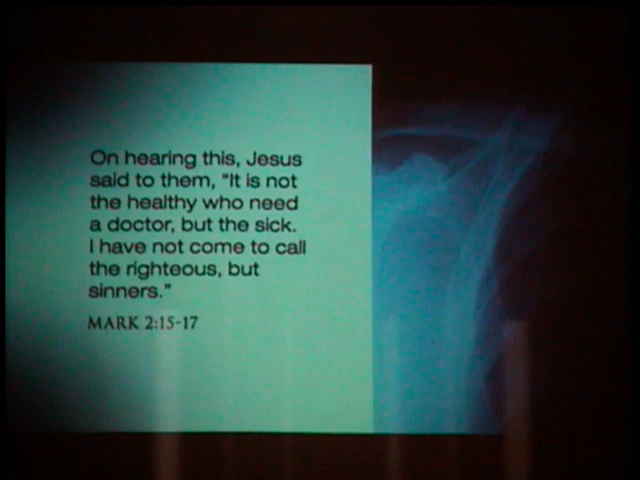 On hearing this, Jesus
said to them, "It is not
the healthy who need
a doctor, but the sick.
I have not come to call
the righteous, but
sinners."
MARK 2:15-17